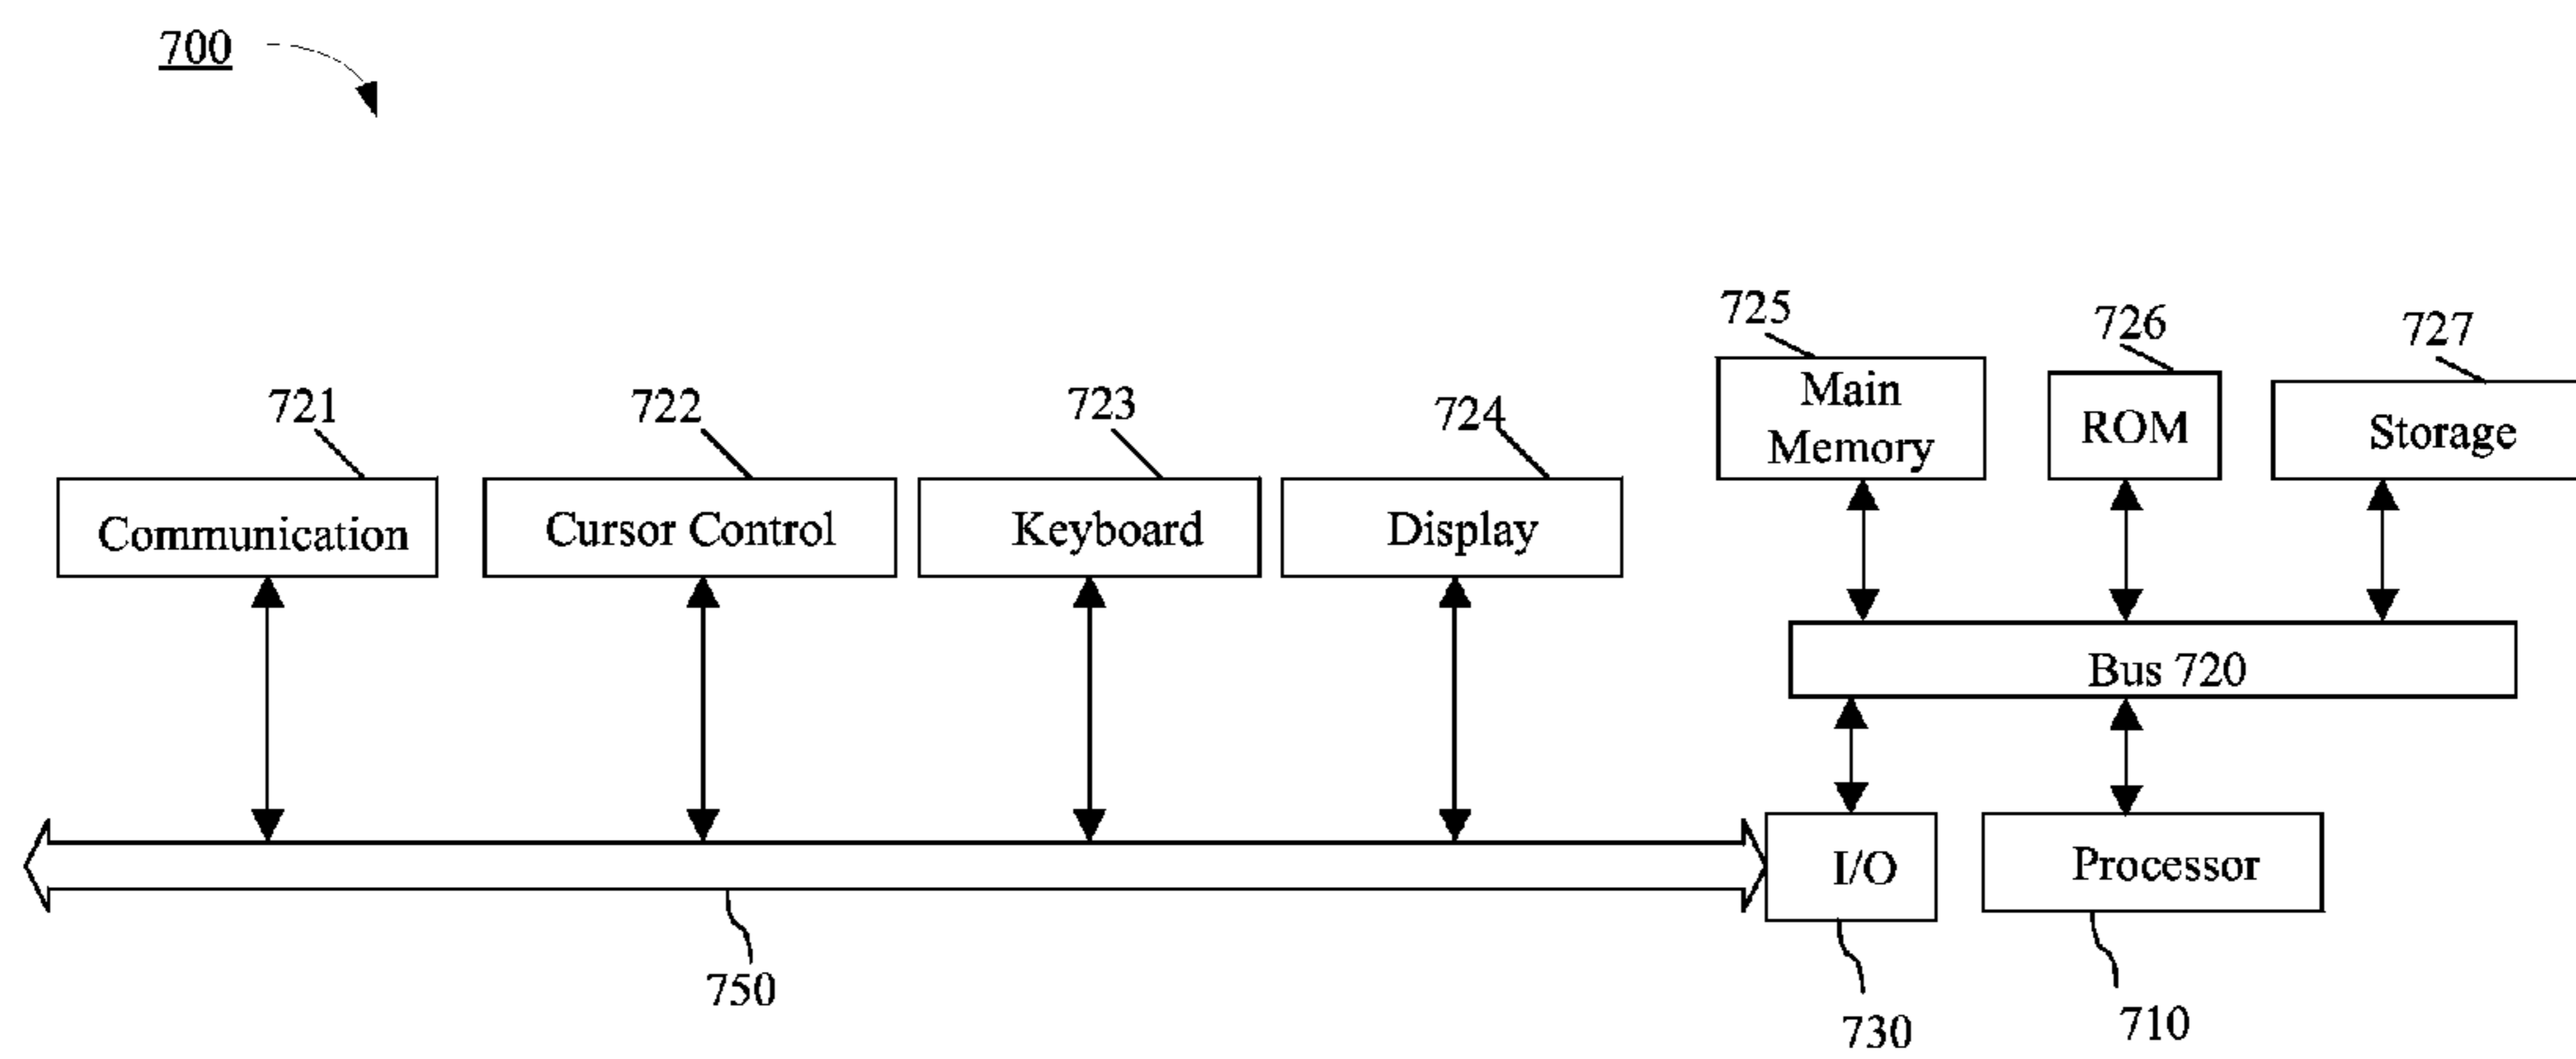 700
725
726
727
Main
Memory
ROM
Storage
721
722
723
724
Communication
Cursor Control
Keyboard
Display
Bus 720
I/O
Processor
750
730
710